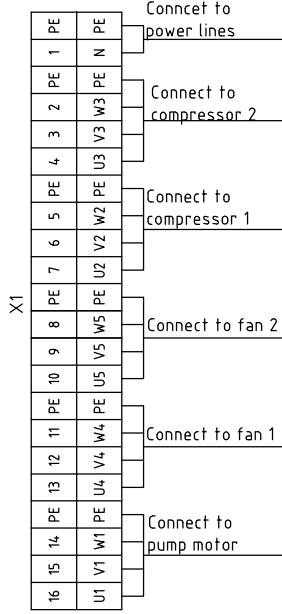 X1
PE PE
1 N
Conncet to
power lines
PE PE
2 W3
3 V3
4 U3
Connect to
compressor 2
PE PE
5 W2
6 V2
7 U2
Connect to
compressor 1
PE PE
8 W5
9 V5
10 U5
Connect to fan 2
PE PE
11 W4
12 V4
13 U4
Connect to fan 1
PE PE
14 W1
15 V1
16 U1
Connect to
pump motor